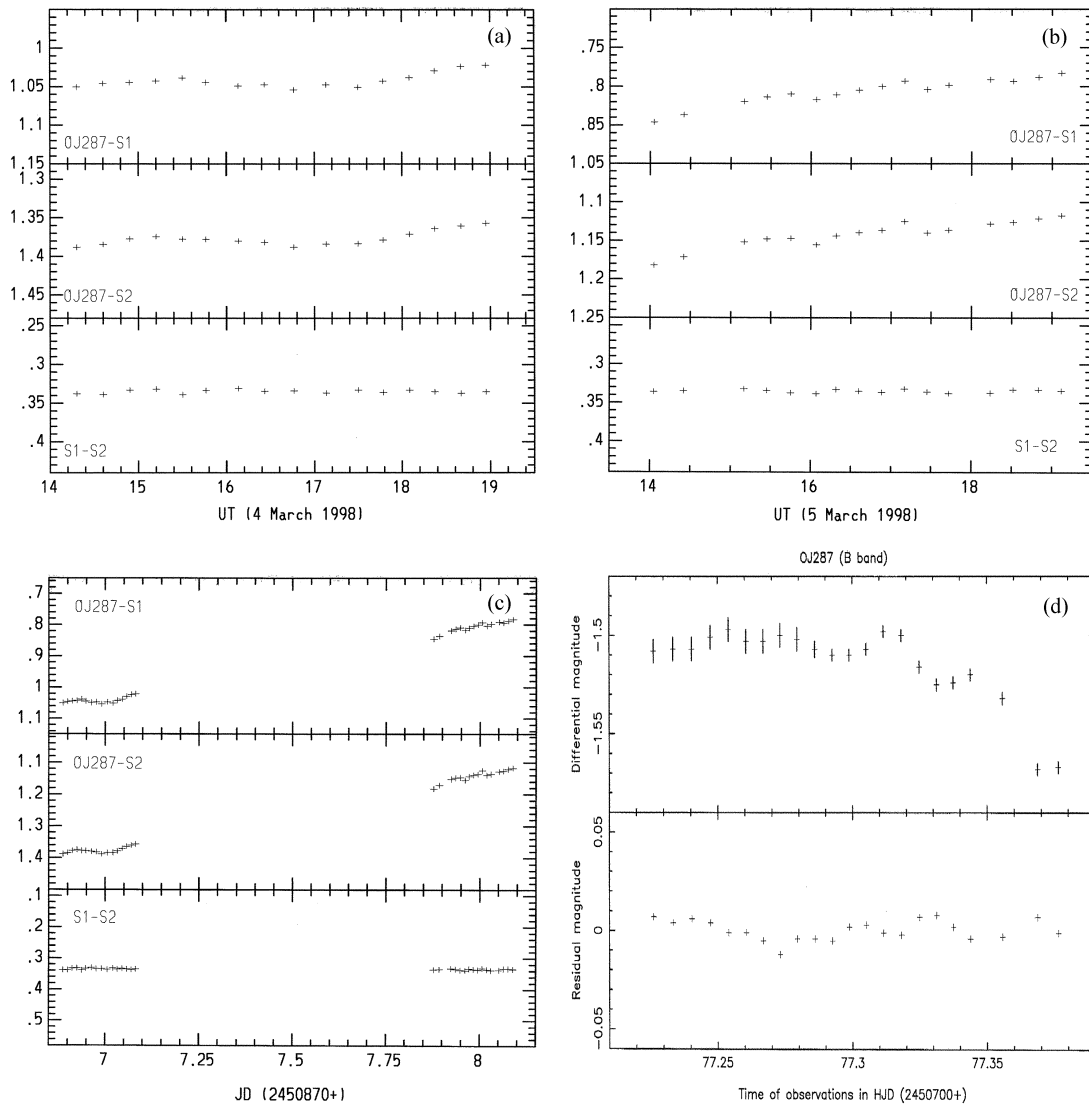 (a)
1
1.05
1.1
1.15
OJ287-S1
1.3
1.35
1.4
1.45
OJ287-S2
.25
.3
.35
.4
S1-S2
14 15 16 17 18 19
UT (4 March 1998)
(b)
.75
.8
.85
1.05
OJ287-S1
1.1
1.15
1.2
1.25
OJ287-S2
.3
.35
.4
S1-S2
14 16 18
UT (5 March 1998)
(c)
OJ287-S1
.7
.8
.9
1
1.1
OJ287-S2
1.1
1.2
1.3
1.4
S1-S2
.1
.2
.3
.4
.5
7 7.25 7.5 7.75 8
JD (2450870+)
OJ287 (B band)
(d)
Differential magnitude
-1.5
-1.55
Residual magnitude
0.05
0
-0.05
77.25 77.3 77.35
Time of observations in HJD (2450700+)